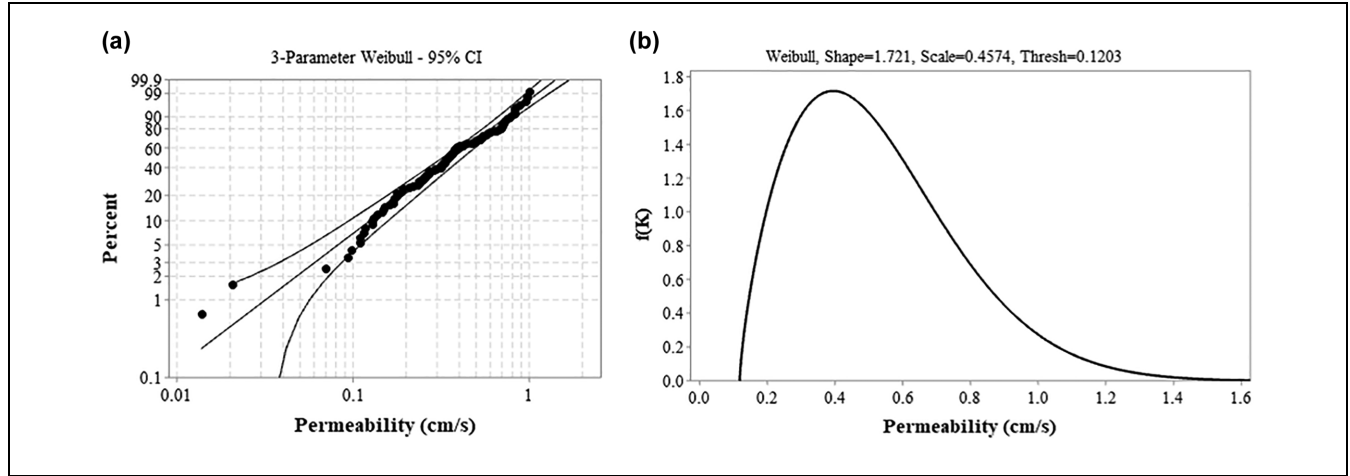 (a)
3-Parameter Weibull - 95% CI
99.9
99
90
80
60
40
20
10
5
3
2
1
0.1
Percent
0.01 0.1 1
Permeability (cm/s)
(b)
Weibull, Shape=1.721, Scale=0.4574, Thresh=0.1203
1.8
1.6
1.4
1.2
1.0
0.8
0.6
0.4
0.2
0.0
f(K)
0.0 0.2 0.4 0.6 0.8 1.0 1.2 1.4 1.6
Permeability (cm/s)